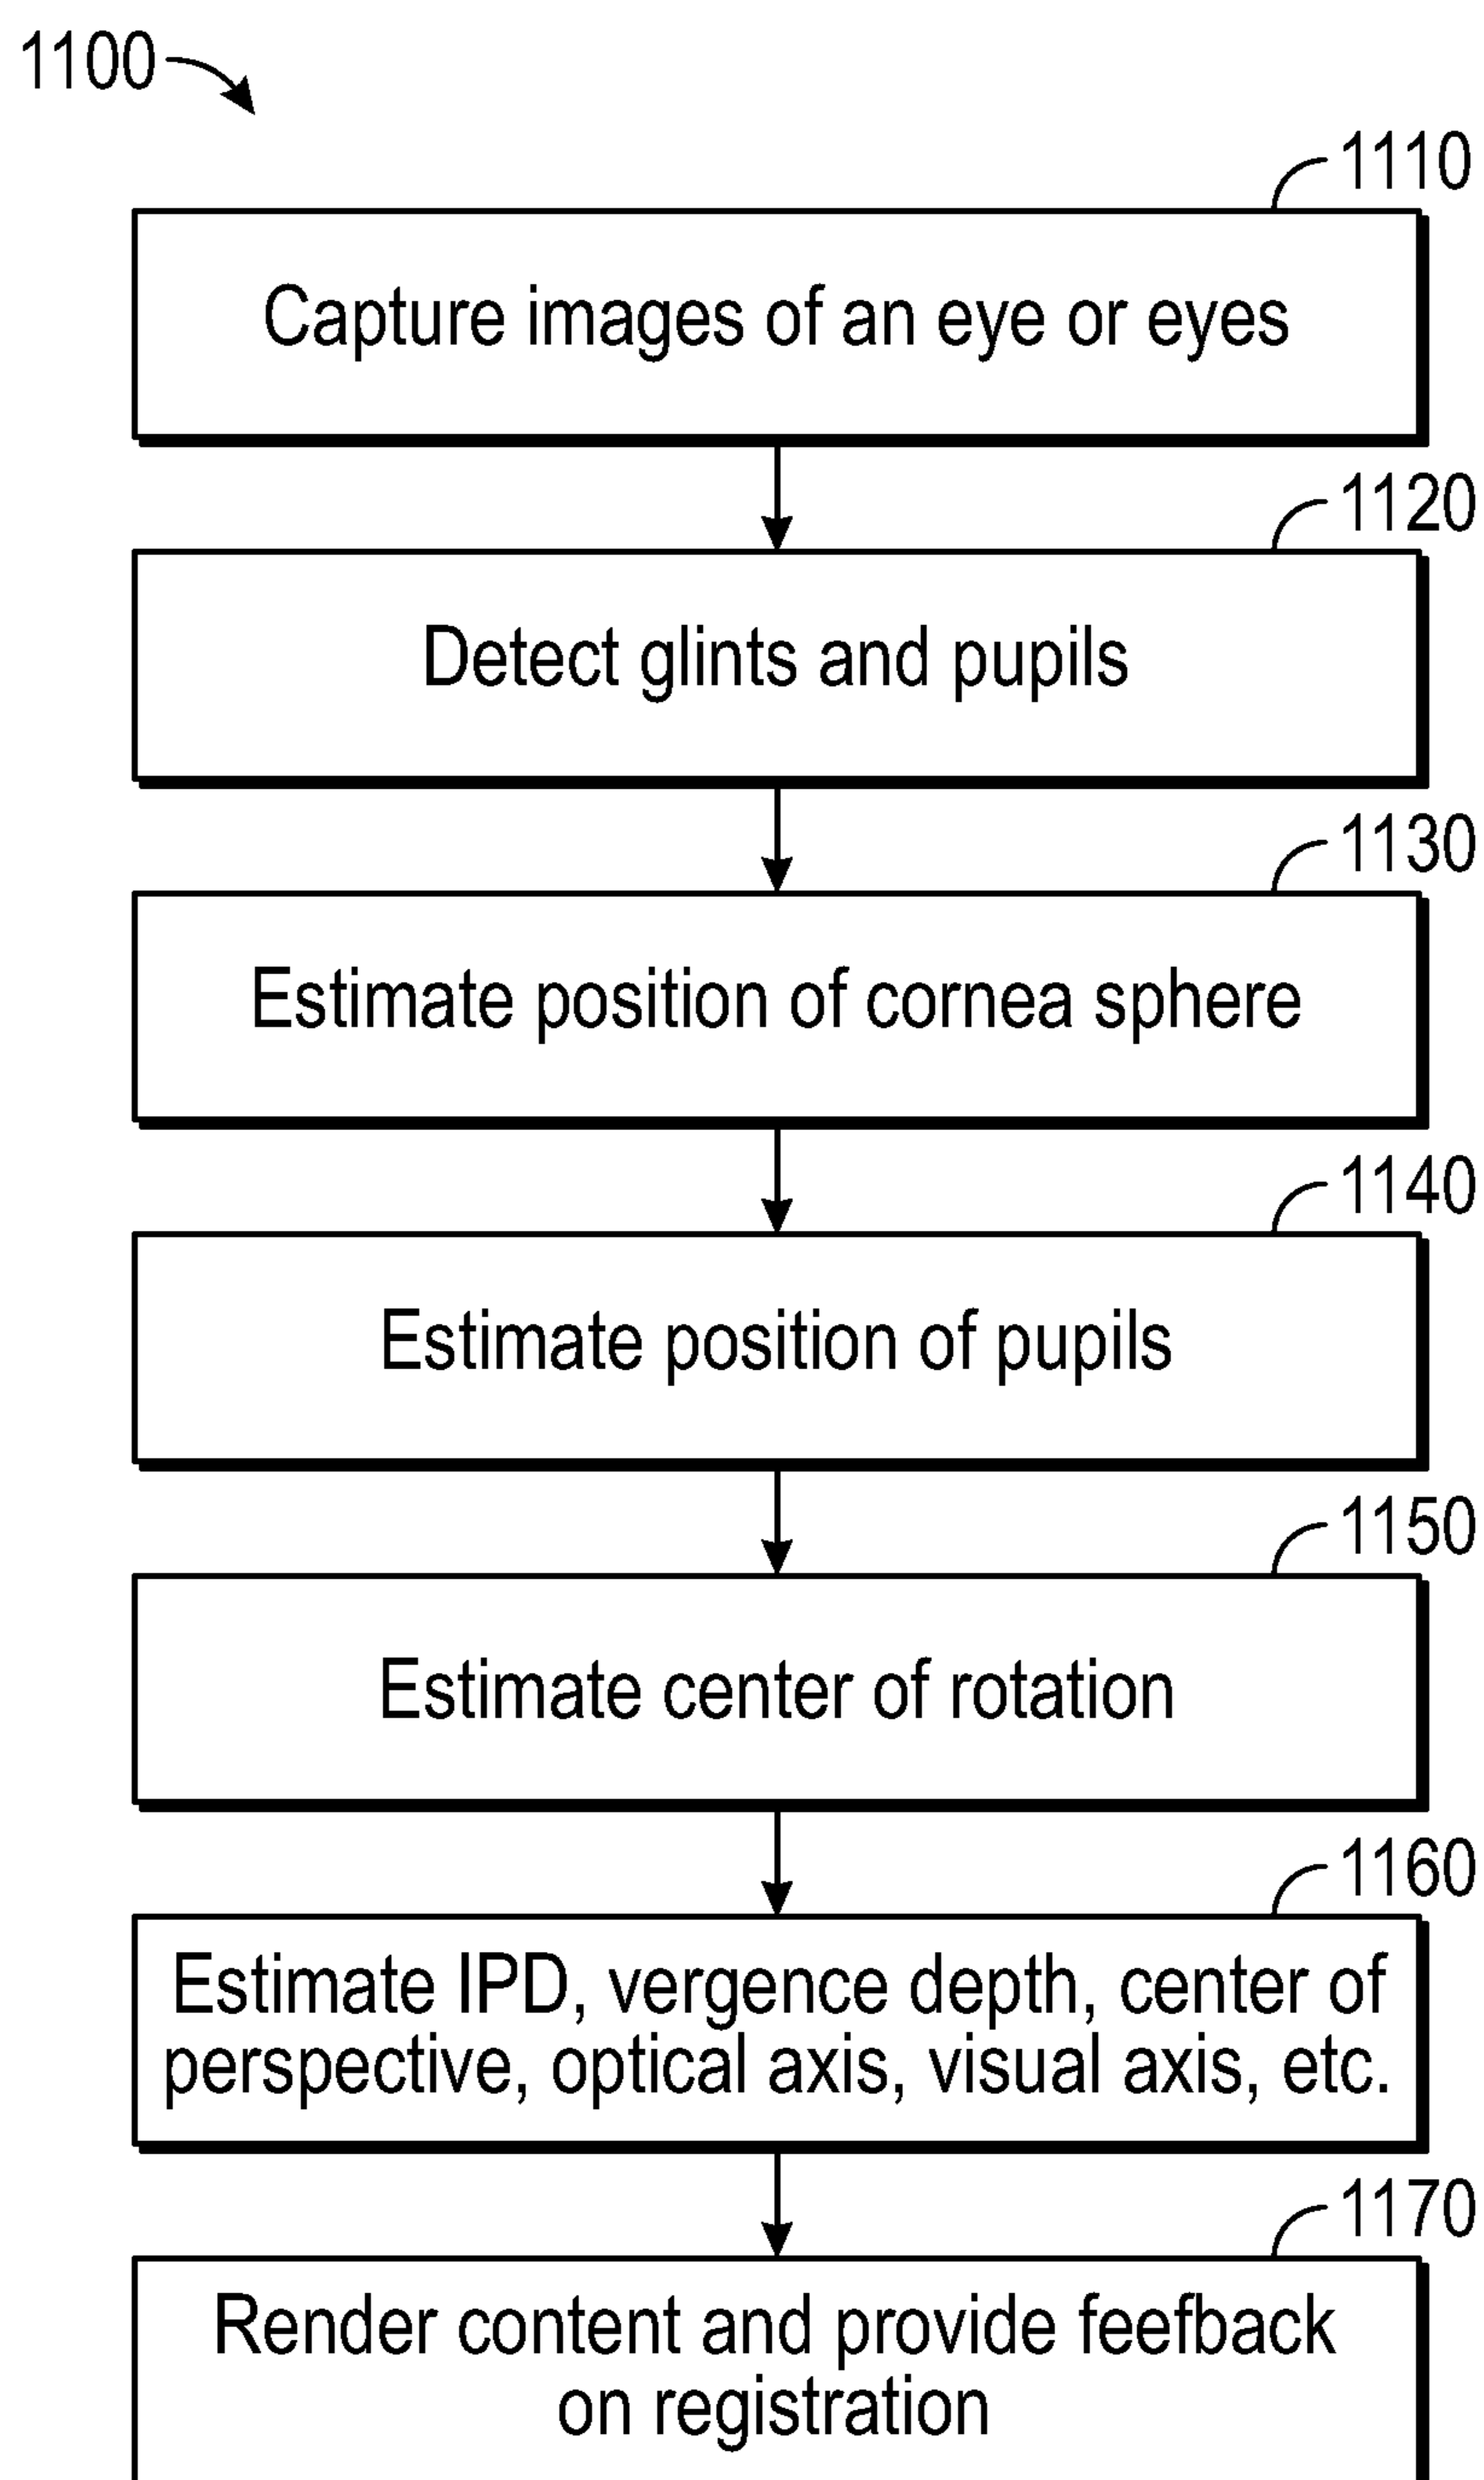 1100
1110
Capture images of an eye or eyes
1120
Detect glints and pupils
1130
Estimate position of cornea sphere
1140
Estimate position of pupils
1150
Estimate center of rotation
1160
Estimate IPD, vergence depth, center of
perspective, optical axis, visual axis, etc.
1170
Render content and provide feefback
on registration